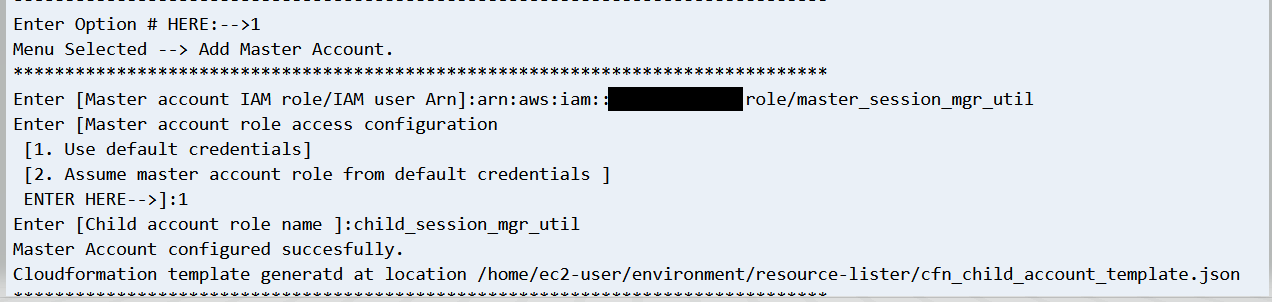 --------------------------------------------------------------------------------
Enter Option # HERE:-->1
Menu Selected --> Add Master Account.
********************************************************************************
Enter [Master account IAM role/IAM user Arn]:arn:aws:iam:: role/master_session_mgr_util
Enter [Master account role access configuration
[1. Use default credentials]
[2. Assume master account role from default credentials ]
ENTER HERE-->]:1
Enter [Child account role name ]:child_session_mgr_util
Master Account configured succesfully.
Cloudformation template generatd at location /home/ec2-user/environment/resource-lister/cfn_child_account_template.json
********************************************************************************